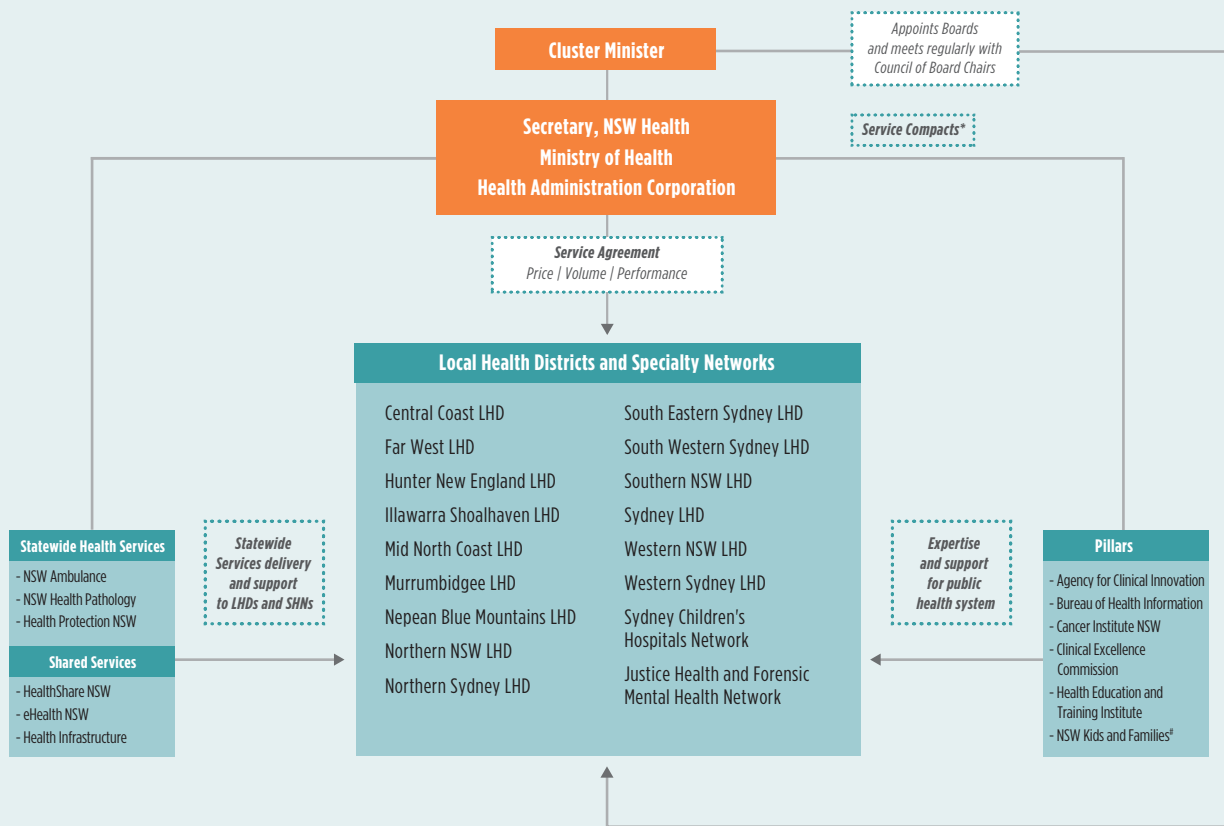 Cluster Minister
Appoints Boards
and meets regularly with
Council of Board Chairs
Secretary, NSW Health
Ministry of Health
Health Administration Corporation
Service Compacts*
Service Agreement
Price | Volume | Performance
Local Health Districts and Specialty Networks
Central Coast LHD
Far West LHD
Hunter New England LHD
Illawarra Shoalhaven LHD
Mid North Coast LHD
Murrumbidgee LHD
Nepean Blue Mountains LHD
Northern NSW LHD
Northern Sydney LHD
South Eastern Sydney LHD
South Western Sydney LHD
Southern NSW LHD
Sydney LHD
Western NSW LHD
Western Sydney LHD
Sydney Children's
Hospitals Network
Justice Health and Forensic
Mental Health Network
Statewide Health Services
- NSW Ambulance
- NSW Health Pathology
- Health Protection NSW
Shared Services
- HealthShare NSW
- eHealth NSW
- Health Infrastructure
Statewide
Services delivery
and support
to LHDs and SHNs
Expertise
and support
for public
health system
Pillars
- Agency for Clinical Innovation
- Bureau of Health Information
- Cancer Institute NSW
- Clinical Excellence
Commission
- Health Education and
Training Institute
- NSW Kids and Families#